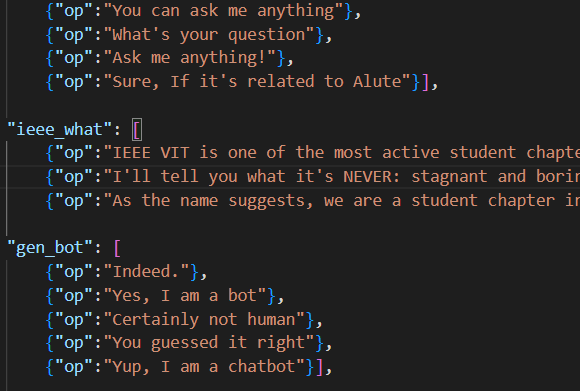 {"op":"You can ask me anything"},
{"op":"What's your question"},
{"op":"Ask me anything!"},
{"op":"Sure, If it's related to Alute"}],
"ieee_what": [
{"op":"IEEE VIT is one of the most active student chapte
{"op":"I'll tell you what it's NEVER: stagnant and borin
{"op":"As the name suggests, we are a student chapter in
"gen_bot": [
{"op":"Indeed."},
{"op":"Yes, I am a bot"},
{"op":"Certainly not human"},
{"op":"You guessed it right"},
{"op":"Yup, I am a chatbot"}],